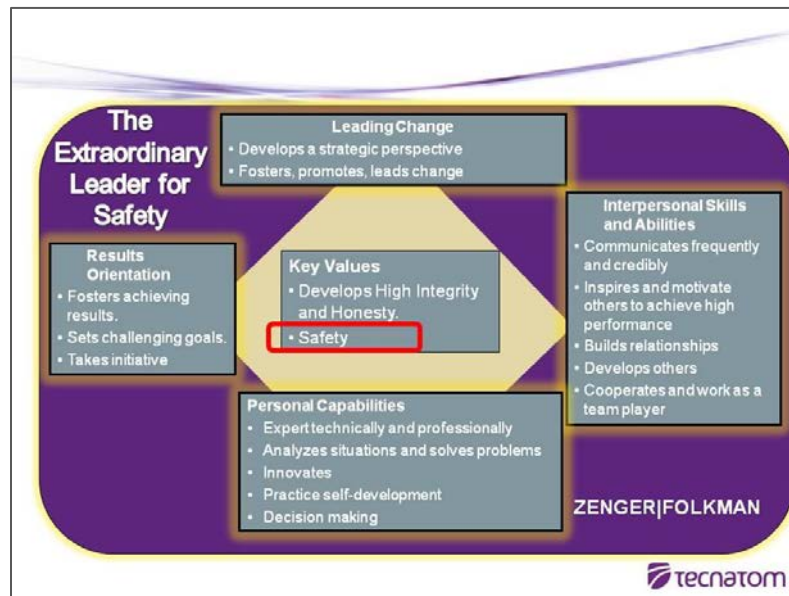 The
Extraordinary
Leader for
Safety
Leading Change
• Develops a strategic perspective
• Fosters, promotes, leads change
Results
Orientation
• Fosters achieving
results.
• Sets challenging goals.
• Takes initiative
Key Values
• Develops High Integrity
and Honesty.
• Safety
Interpersonal Skills
and Abilities
• Communicates frequently
and credibly
• Inspires and motivate
others to achieve high
performance
• Builds relationships
• Develops others
• Cooperates and work as a
team player
Personal Capabilities
• Expert technically and professionally
• Analyzes situations and solves problems
• Innovates
• Practice self-development
• Decision making
ZENGER|FOLKMAN
tecnatom